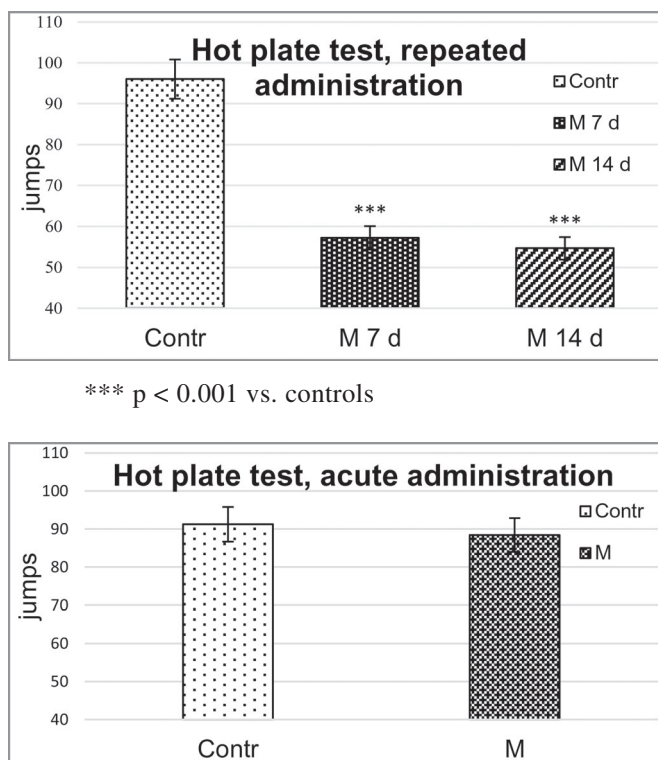 110
Hot plate test, repeated
administration
100
90
80
70
60
50
40
jumps
Contr
M 7 d
M 14 d
***
***
Contr
M 7 d
M 14 d
*** p < 0.001 vs. controls
110
Hot plate test, acute administration
100
90
80
70
60
50
40
jumps
Contr
M
Contr
M